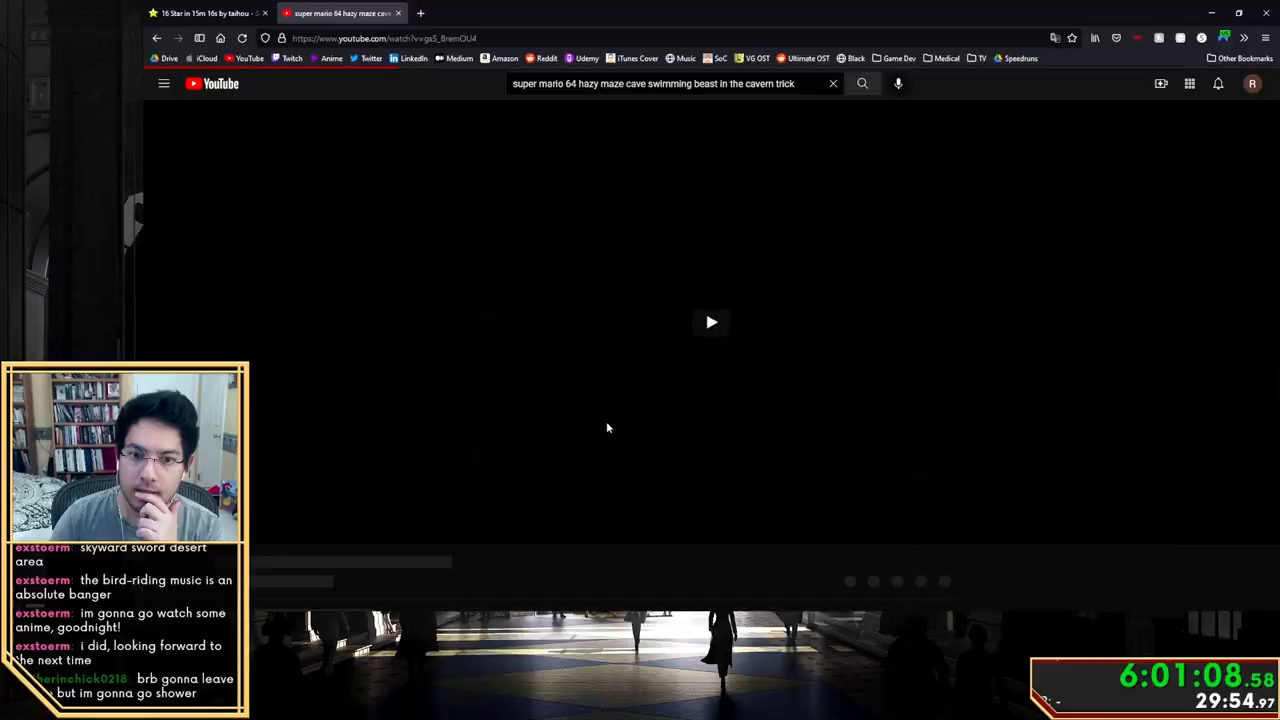 16 Star in 15m 16s by taihou - S
super mario 64 hazy maze cave
https://www.youtube.com/watch?v=gsS_8remOU4
Drive iCloud YouTube Twitch Anime Twitter LinkedIn Medium Amazon Reddit Udemy iTunes Cover Music SoC VG OST Ultimate OST Black Game Dev Medical TV Speedruns Other Bookmarks
YouTube
super mario 64 hazy maze cave swimming beast in the cavern trick
R
exstoerm: skyward sword desert
area
exstoerm: the bird-riding music is an
absolute banger
exstoerm: im gonna go watch some
anime, goodnight!
exstoerm: i did, looking forward to
the next time
herinchick0218 brb gonna leave
but im gonna go shower
6:01:08.58
29:54.97